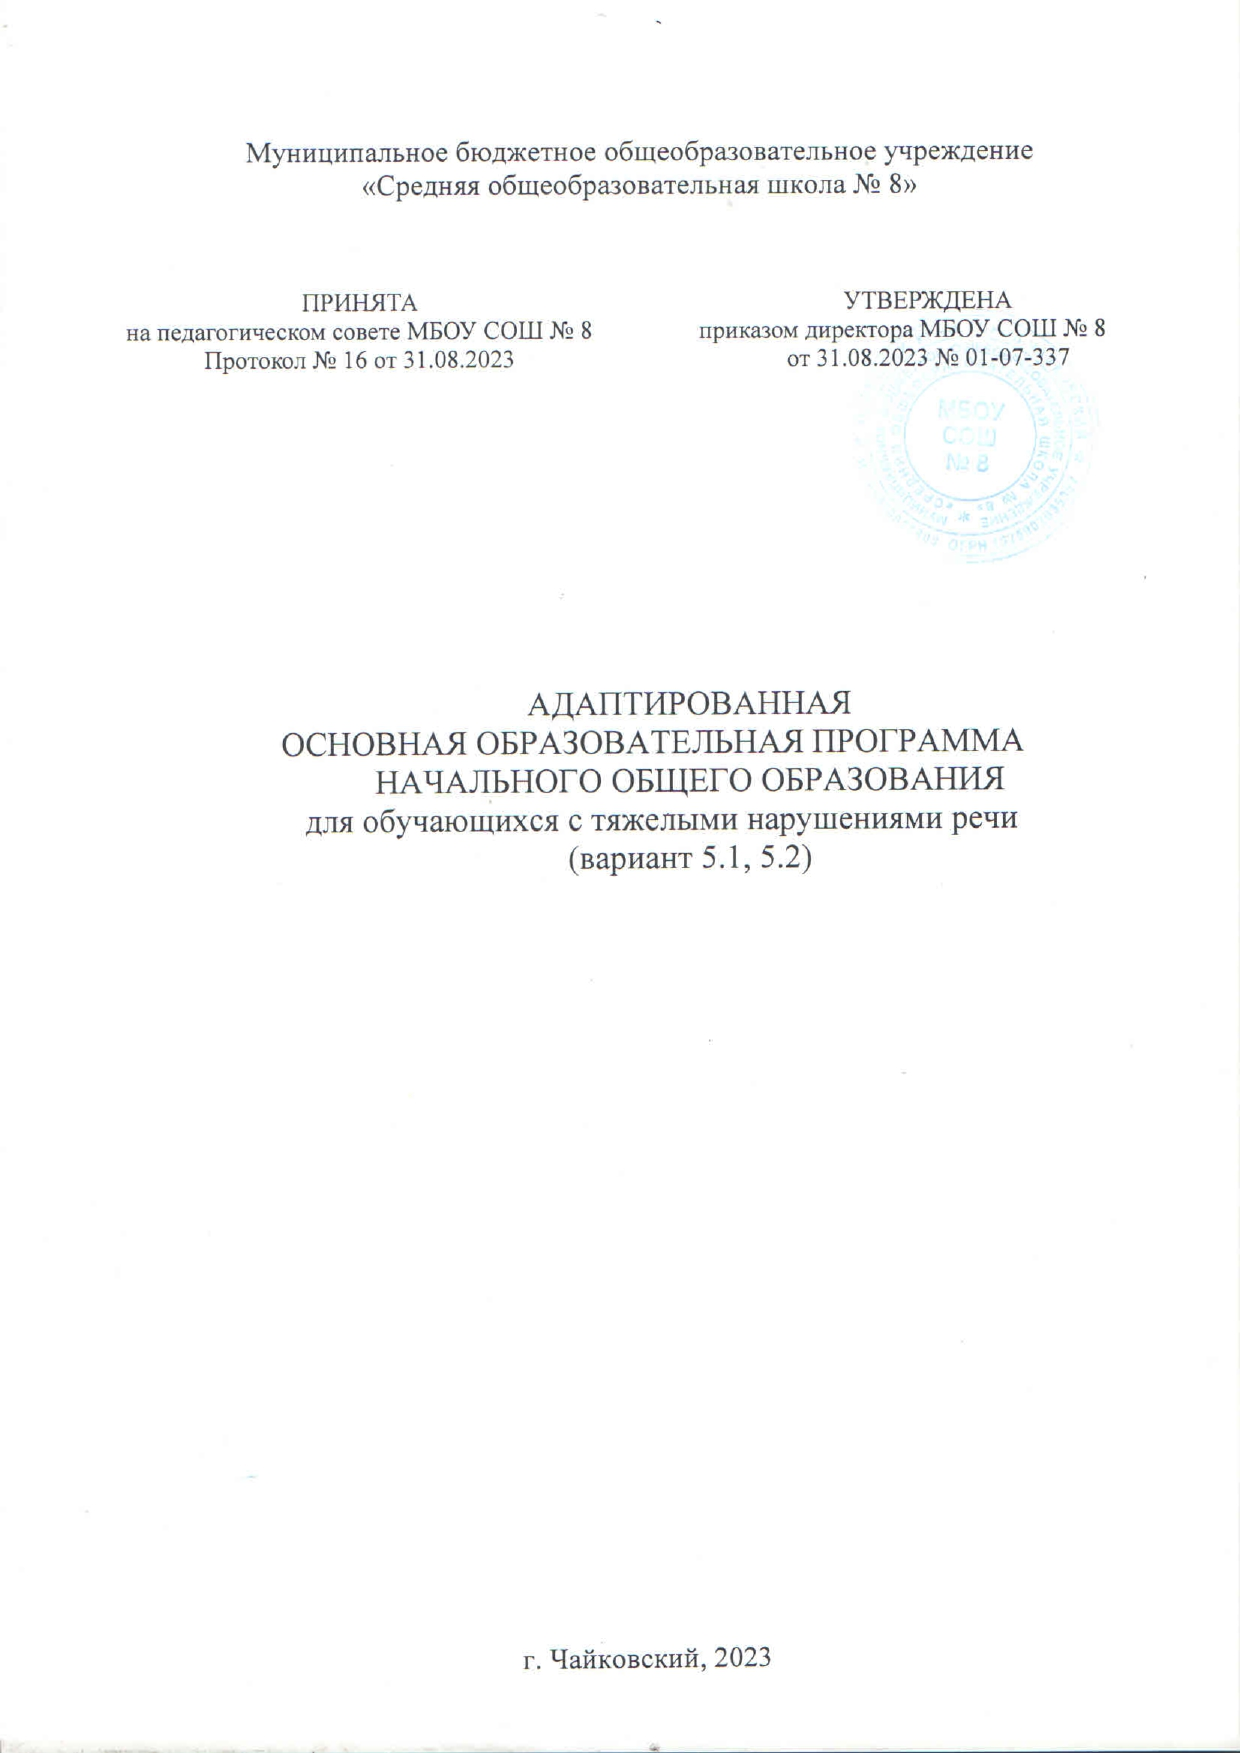 Муниципальное бюджетное общеобразовательное учреждение
«Средняя общеобразовательная школа № 8»
ПРИНЯТА
на педагогическом совете МБОУ СОШ № 8
Протокол № 16 от 31.08.2023
УТВЕРЖДЕНА
приказом директора МБОУ СОШ № 8
от 31.08.2023 № 01-07-337
МБОУ
СОШ
№ 8
АДАПТИРОВАННАЯ
ОСНОВНАЯ ОБРАЗОВАТЕЛЬНАЯ ПРОГРАММА
НАЧАЛЬНОГО ОБЩЕГО ОБРАЗОВАНИЯ
для обучающихся с тяжелыми нарушениями речи
(вариант 5.1, 5.2)
г. Чайковский, 2023